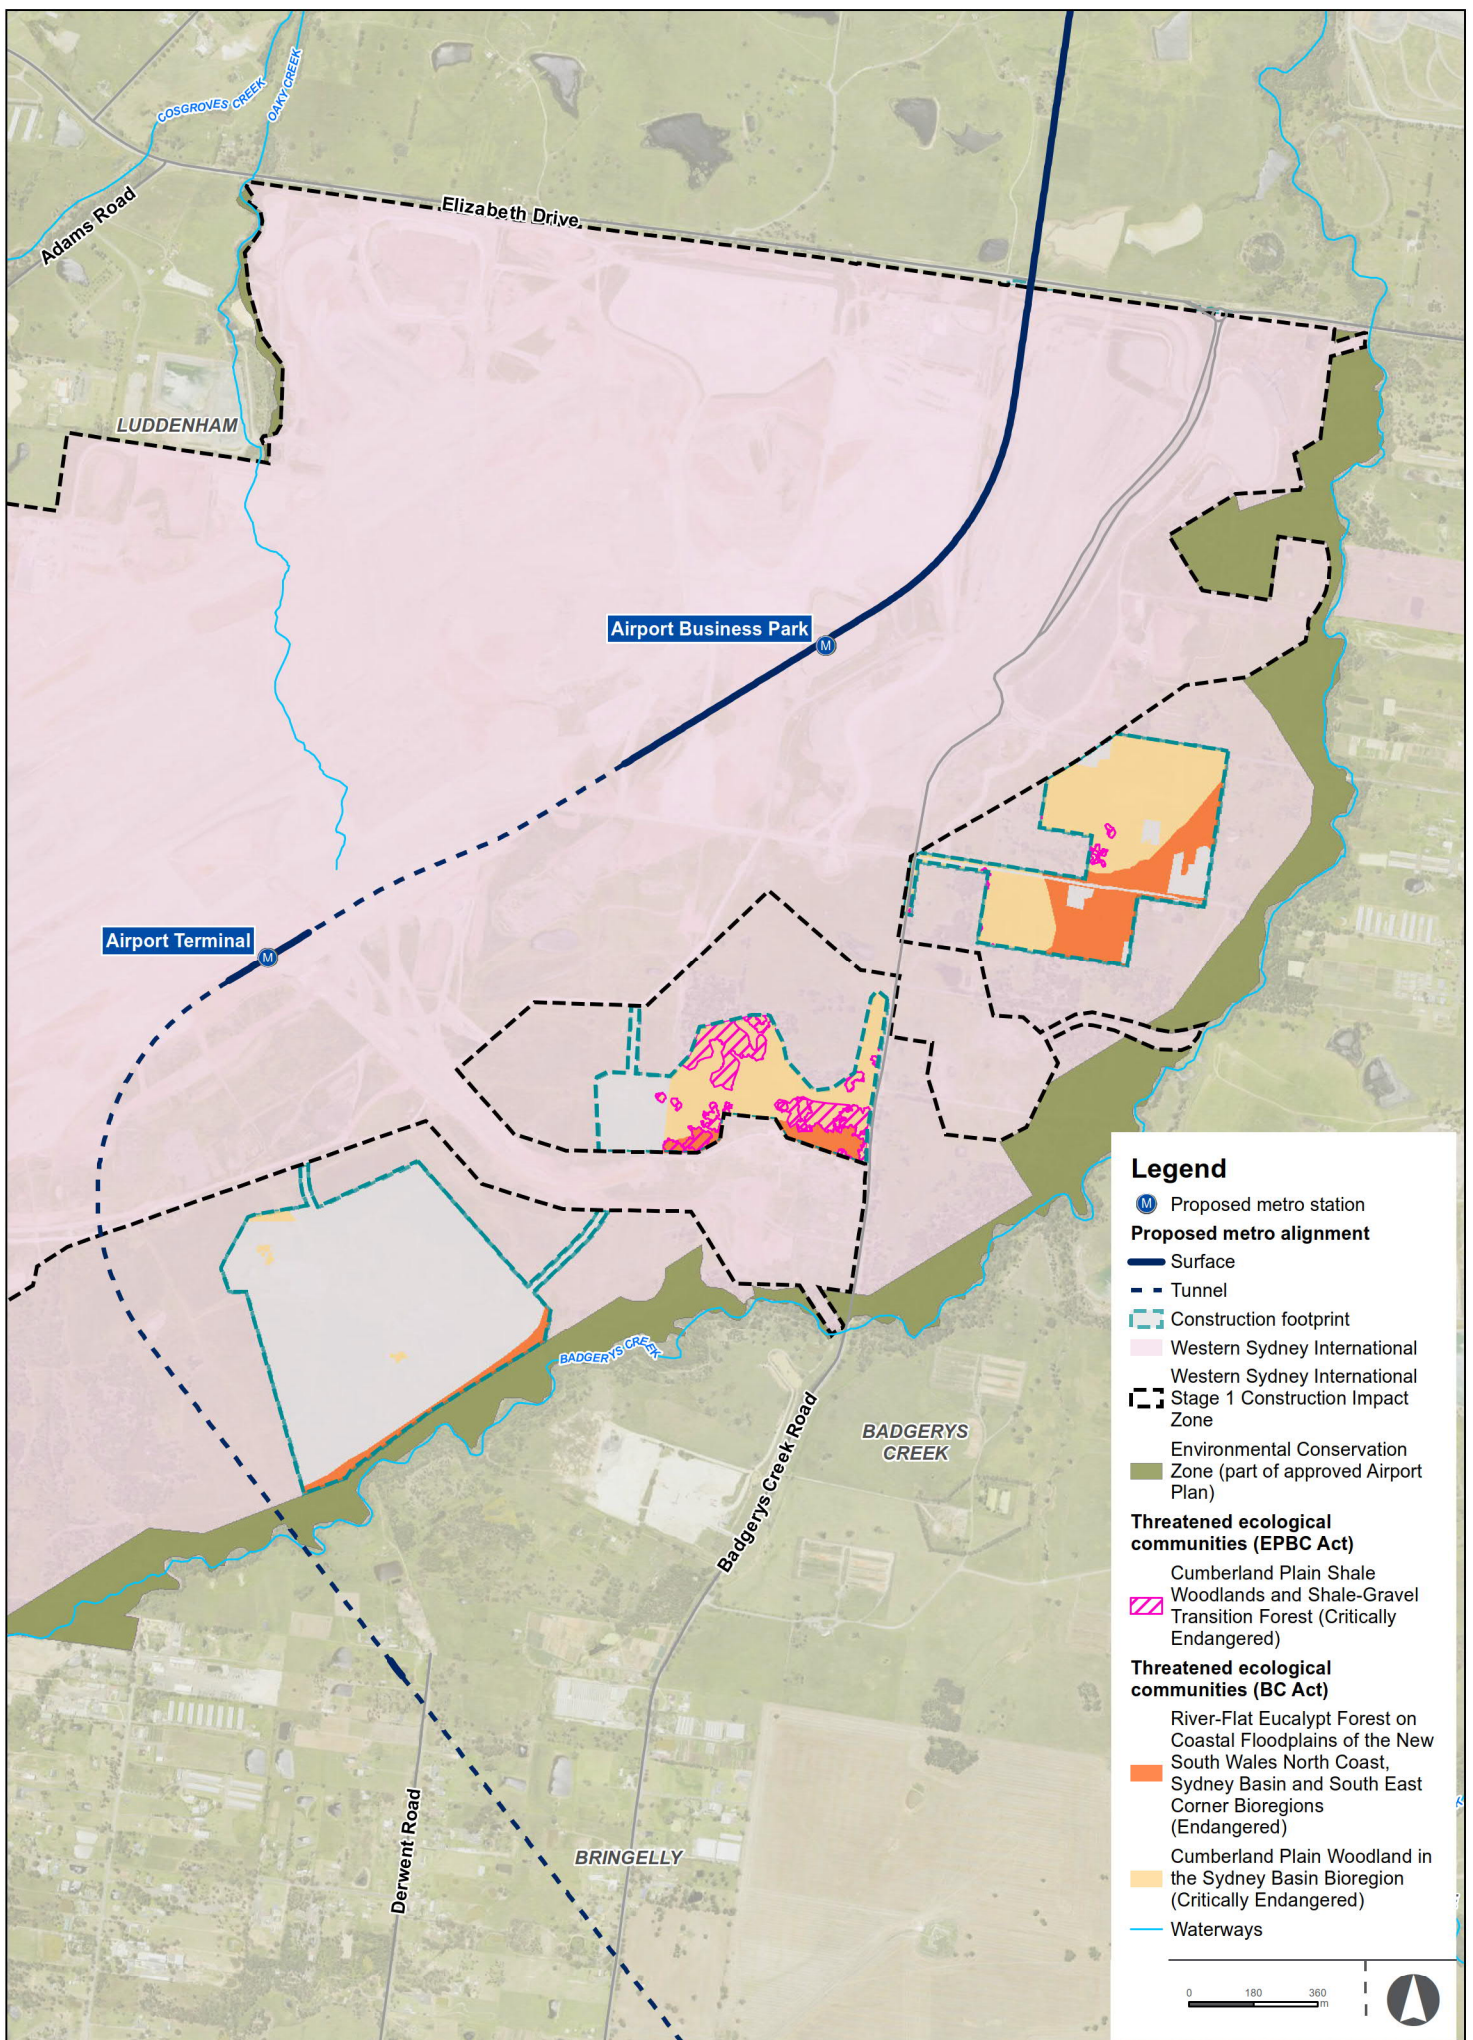 COSGROVES CREEK
OAKY CREEK
Adams Road
Elizabeth Drive
LUDDENHAM
Airport Business Park
M
Airport Terminal
M
BADGERYS CREEK
Badgerys Creek Road
BADGERYS
CREEK
Derwent Road
BRINGELLY
Legend
M Proposed metro station
Proposed metro alignment
Surface
Tunnel
Construction footprint
Western Sydney International
Western Sydney International
Stage 1 Construction Impact
Zone
Environmental Conservation
Zone (part of approved Airport
Plan)
Threatened ecological
communities (EPBC Act)
Cumberland Plain Shale
Woodlands and Shale-Gravel
Transition Forest (Critically
Endangered)
Threatened ecological
communities (BC Act)
River-Flat Eucalypt Forest on
Coastal Floodplains of the New
South Wales North Coast,
Sydney Basin and South East
Corner Bioregions
(Endangered)
Cumberland Plain Woodland in
the Sydney Basin Bioregion
(Critically Endangered)
Waterways
0 180 360
m